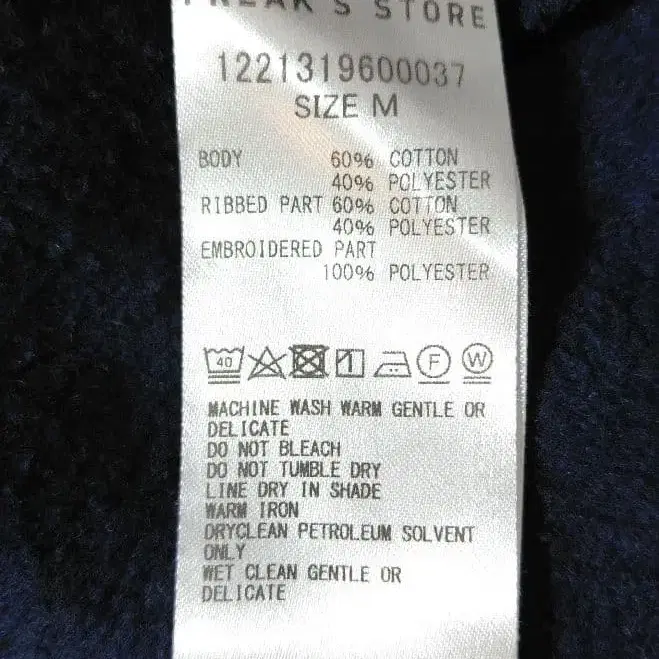 FREAK'S STORE
1221319600037
SIZE M
BODY 60% COTTON
40% POLYESTER
RIBBED PART 60% COTTON
40% POLYESTER
EMBROIDERED PART
100% POLYESTER
40 F W
MACHINE WASH WARM GENTLE OR
DELICATE
DO NOT BLEACH
DO NOT TUMBLE DRY
LINE DRY IN SHADE
WARM IRON
DRYCLEAN PETROLEUM SOLVENT
ONLY
WET CLEAN GENTLE OR
DELICATE